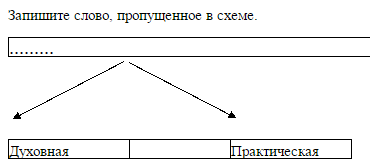 Запишите слово, пропущенное в схеме.
………
Духовная Практическая